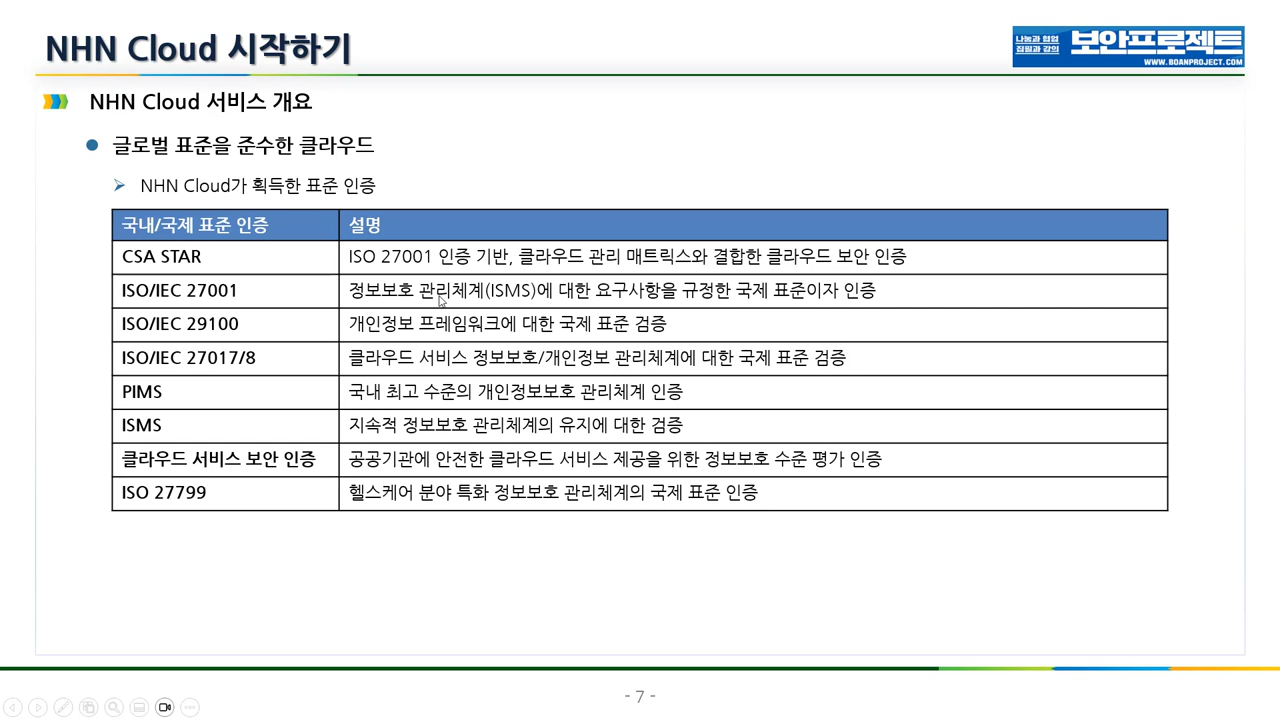 NHN Cloud 시작하기
나눔과 협업
집필과 강의
보안프로젝트
WWW.BOANPROJECT.COM
NHN Cloud 서비스 개요
글로벌 표준을 준수한 클라우드
NHN Cloud가 획득한 표준 인증
국내/국제 표준 인증 설명
CSA STAR ISO 27001 인증 기반, 클라우드 관리 매트릭스와 결합한 클라우드 보안 인증
ISO/IEC 27001 정보보호 관리체계(ISMS)에 대한 요구사항을 규정한 국제 표준이자 인증
ISO/IEC 29100 개인정보 프레임워크에 대한 국제 표준 검증
ISO/IEC 27017/8 클라우드 서비스 정보보호/개인정보 관리체계에 대한 국제 표준 검증
PIMS 국내 최고 수준의 개인정보보호 관리체계 인증
ISMS 지속적 정보보호 관리체계의 유지에 대한 검증
클라우드 서비스 보안 인증 공공기관에 안전한 클라우드 서비스 제공을 위한 정보보호 수준 평가 인증
ISO 27799 헬스케어 분야 특화 정보보호 관리체계의 국제 표준 인증
- 7 -